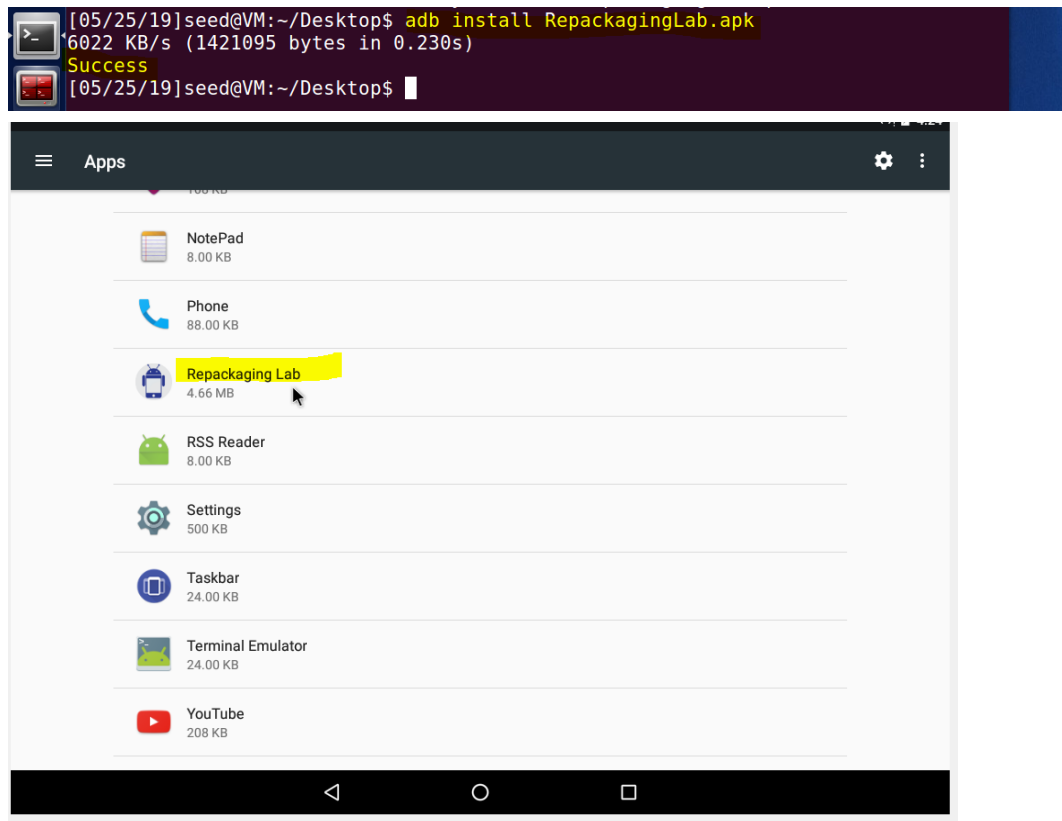 [05/25/19]seed@VM:~/Desktop$ adb install RepackagingLab.apk
6022 KB/s (1421095 bytes in 0.230s)
Success
[05/25/19]seed@VM:~/Desktop$
Apps
NotePad
8.00 KB
Phone
88.00 KB
Repackaging Lab
4.66 MB
RSS Reader
8.00 KB
Settings
500 KB
Taskbar
24.00 KB
Terminal Emulator
24.00 KB
YouTube
208 KB